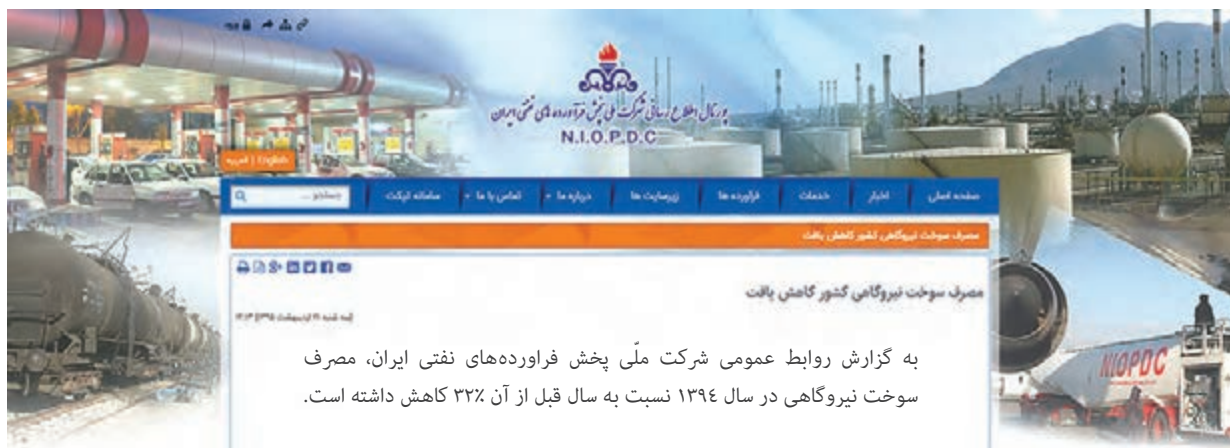 پورتال اطلاع رسانی شرکت ملی پخش فرآورده های نفتی ایران
N.I.O.P.D.C
العربیه | English
صفحه اصلی
اخبار
خدمات
فرآورده ها
زیرسایت ها
درباره ما
تماس با ما
سامانه تیکت
جستجو ...
مصرف سوخت نیروگاهی کشور کاهش یافت
مصرف سوخت نیروگاهی کشور کاهش یافت
به گزارش روابط عمومی شرکت ملّی پخش فراورده‌های نفتی ایران، مصرف
سوخت نیروگاهی در سال ۱۳۹٤ نسبت به سال قبل از آن ۳۲٪ کاهش داشته است.
NIOPDC